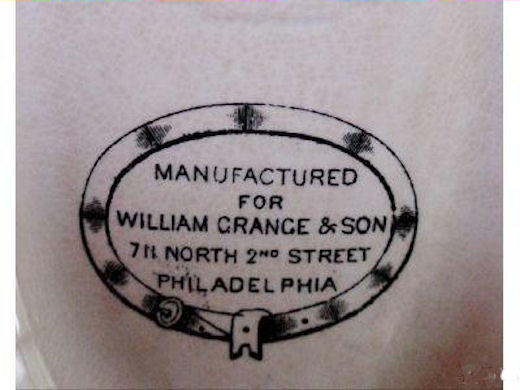 MANUFACTURED
FOR
WILLIAM GRANGE & SON
711 NORTH 2ND STREET
PHILADELPHIA